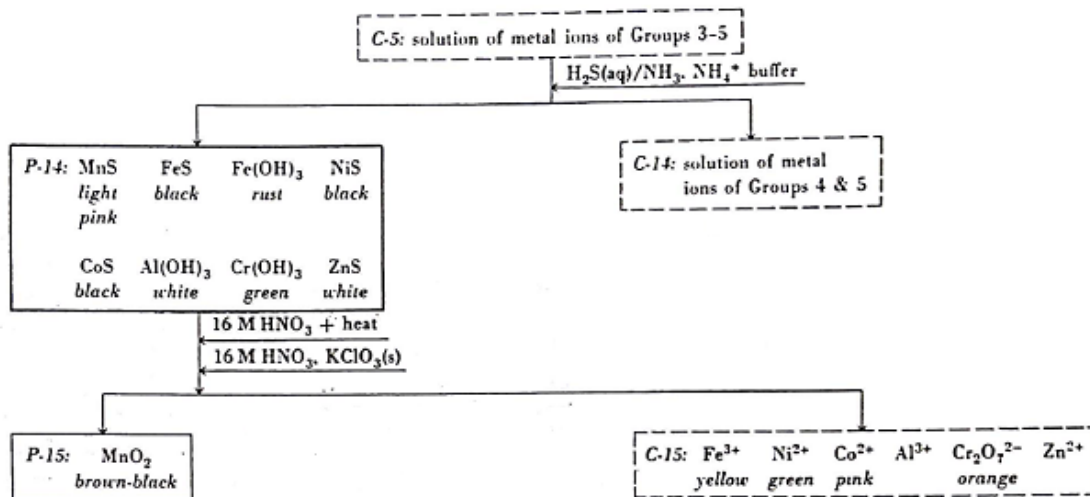 C-5: solution of metal ions of Groups 3-5
H₂S(aq)/NH₃. NH₄⁺ buffer
P-14: MnS FeS Fe(OH)₃ NiS
light black rust black
pink
C-14: solution of metal
ions of Groups 4 & 5
CoS Al(OH)₃ Cr(OH)₃ ZnS
black white green white
16 M HNO₃ + heat
16 M HNO₃. KClO₃(s)
P-15: MnO₂
brown-black
C-15: Fe³⁺ Ni²⁺ Co²⁺ Al³⁺ Cr₂O₇²⁻ Zn²⁺
yellow green pink orange